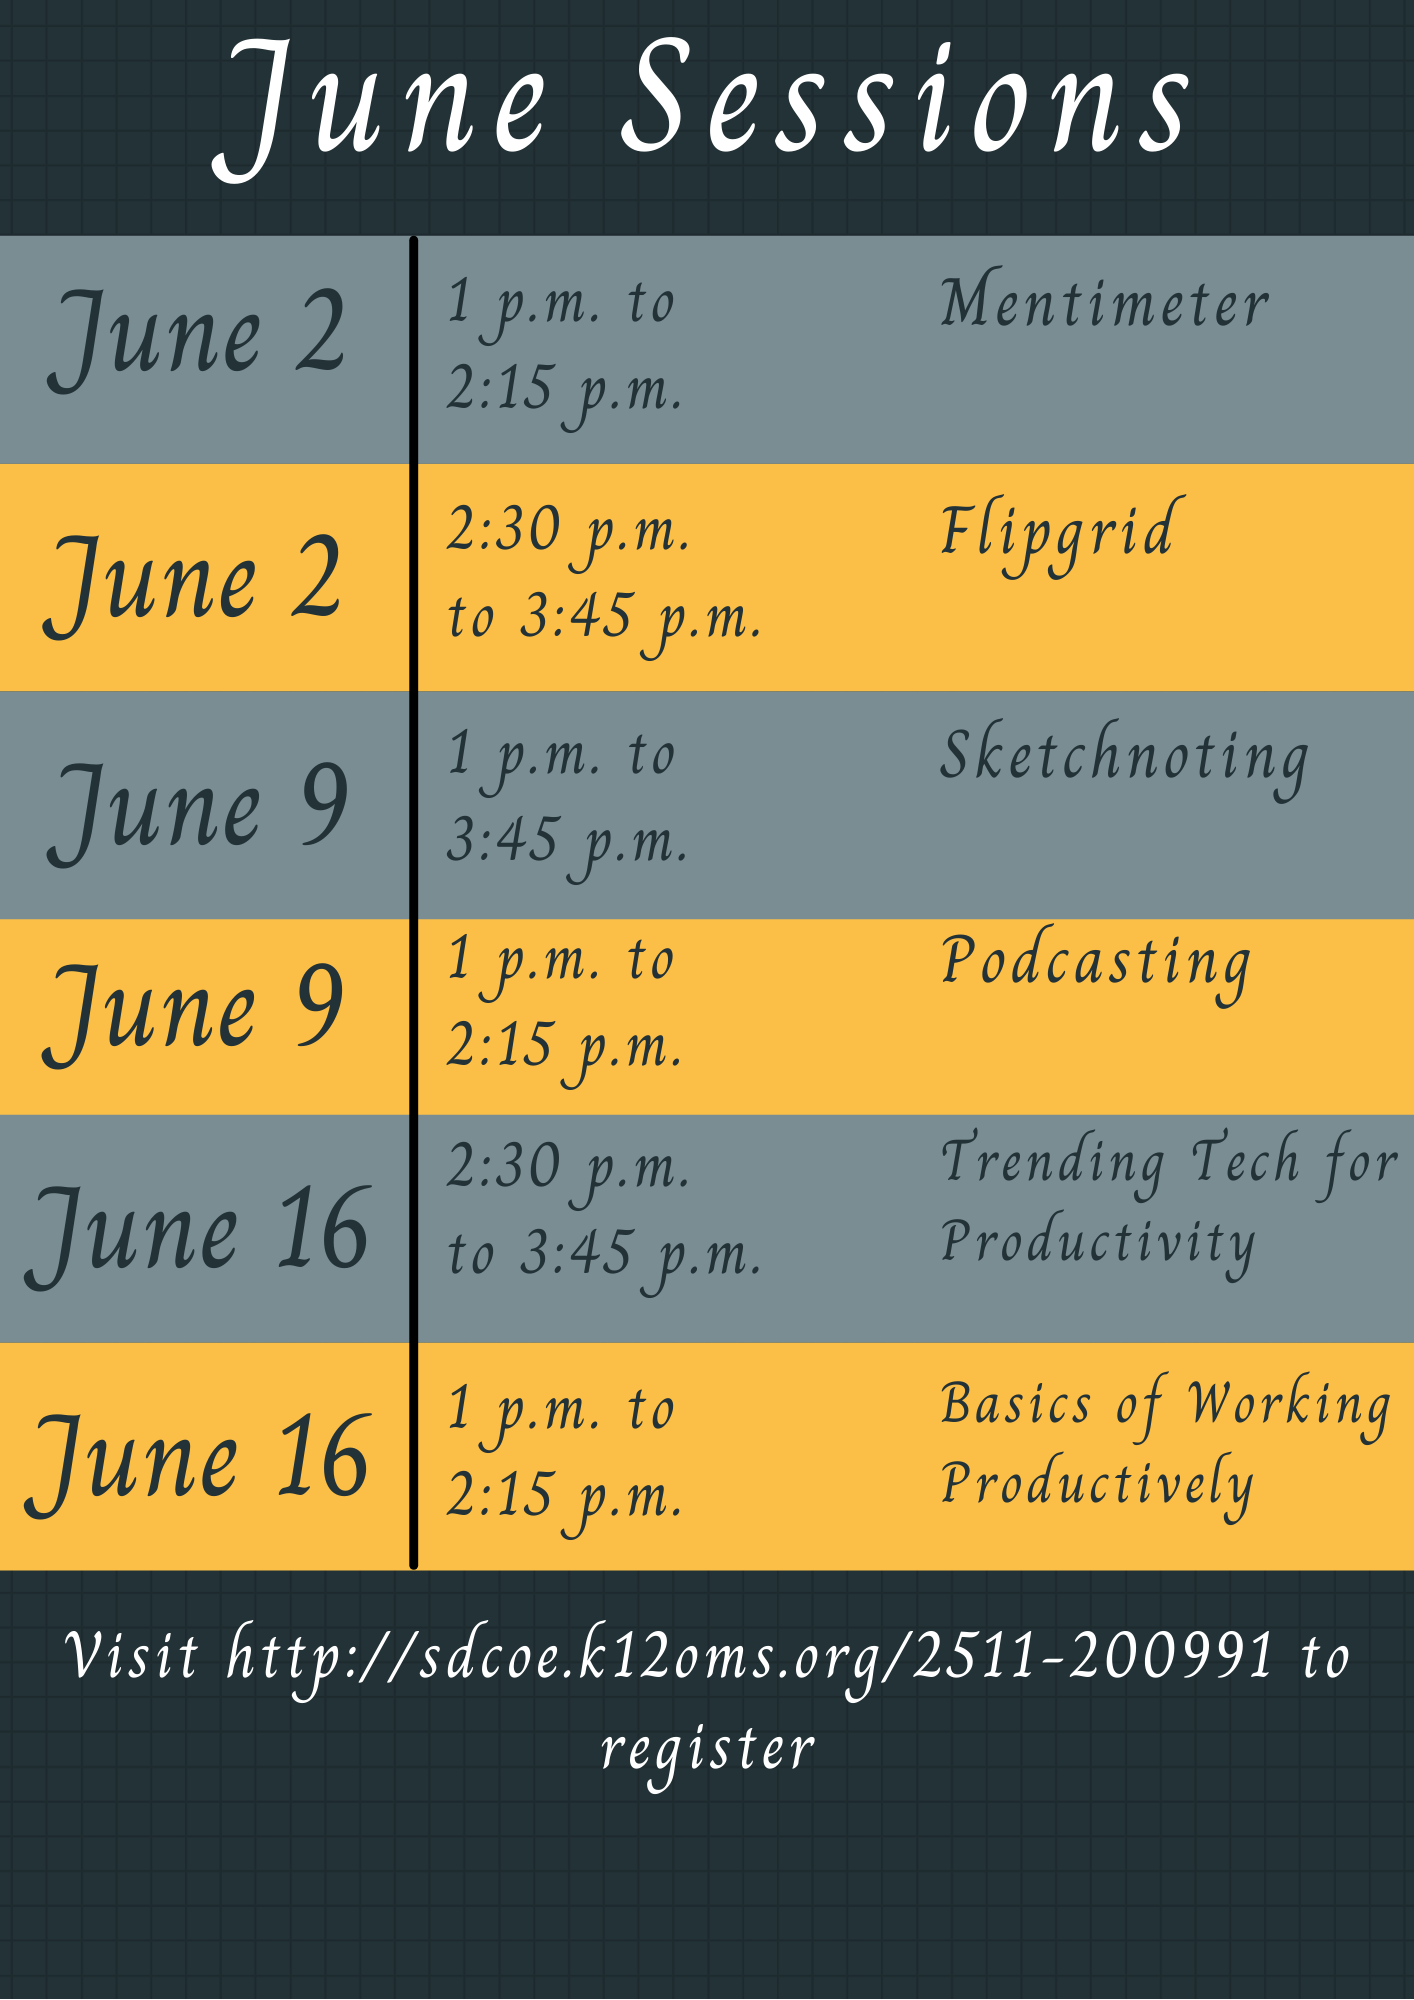 June Sessions
June 2
1 p.m. to
2:15 p.m.
Mentimeter
June 2
2:30 p.m.
to 3:45 p.m.
Flipgrid
June 9
1 p.m. to
3:45 p.m.
Sketchnoting
June 9
1 p.m. to
2:15 p.m.
Podcasting
June 16
2:30 p.m.
to 3:45 p.m.
Trending Tech for
Productivity
June 16
1 p.m. to
2:15 p.m.
Basics of Working
Productively
Visit http://sdcoe.k12oms.org/2511-200991 to
register